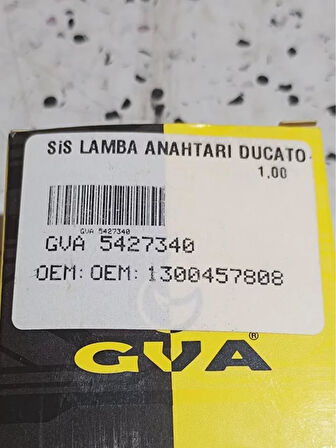 SiS LAMBA ANAHTARI DUCATO
1,00
GVA 5427340
GVA 5427340
OEM:OEM:1300457808
GVA®